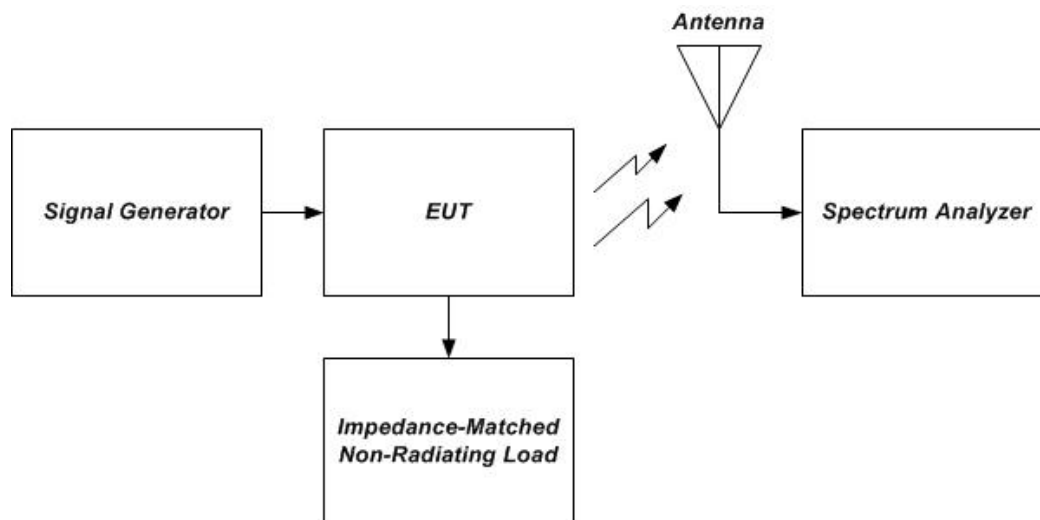 Antenna
Signal Generator
EUT
Spectrum Analyzer
Impedance-Matched
Non-Radiating Load